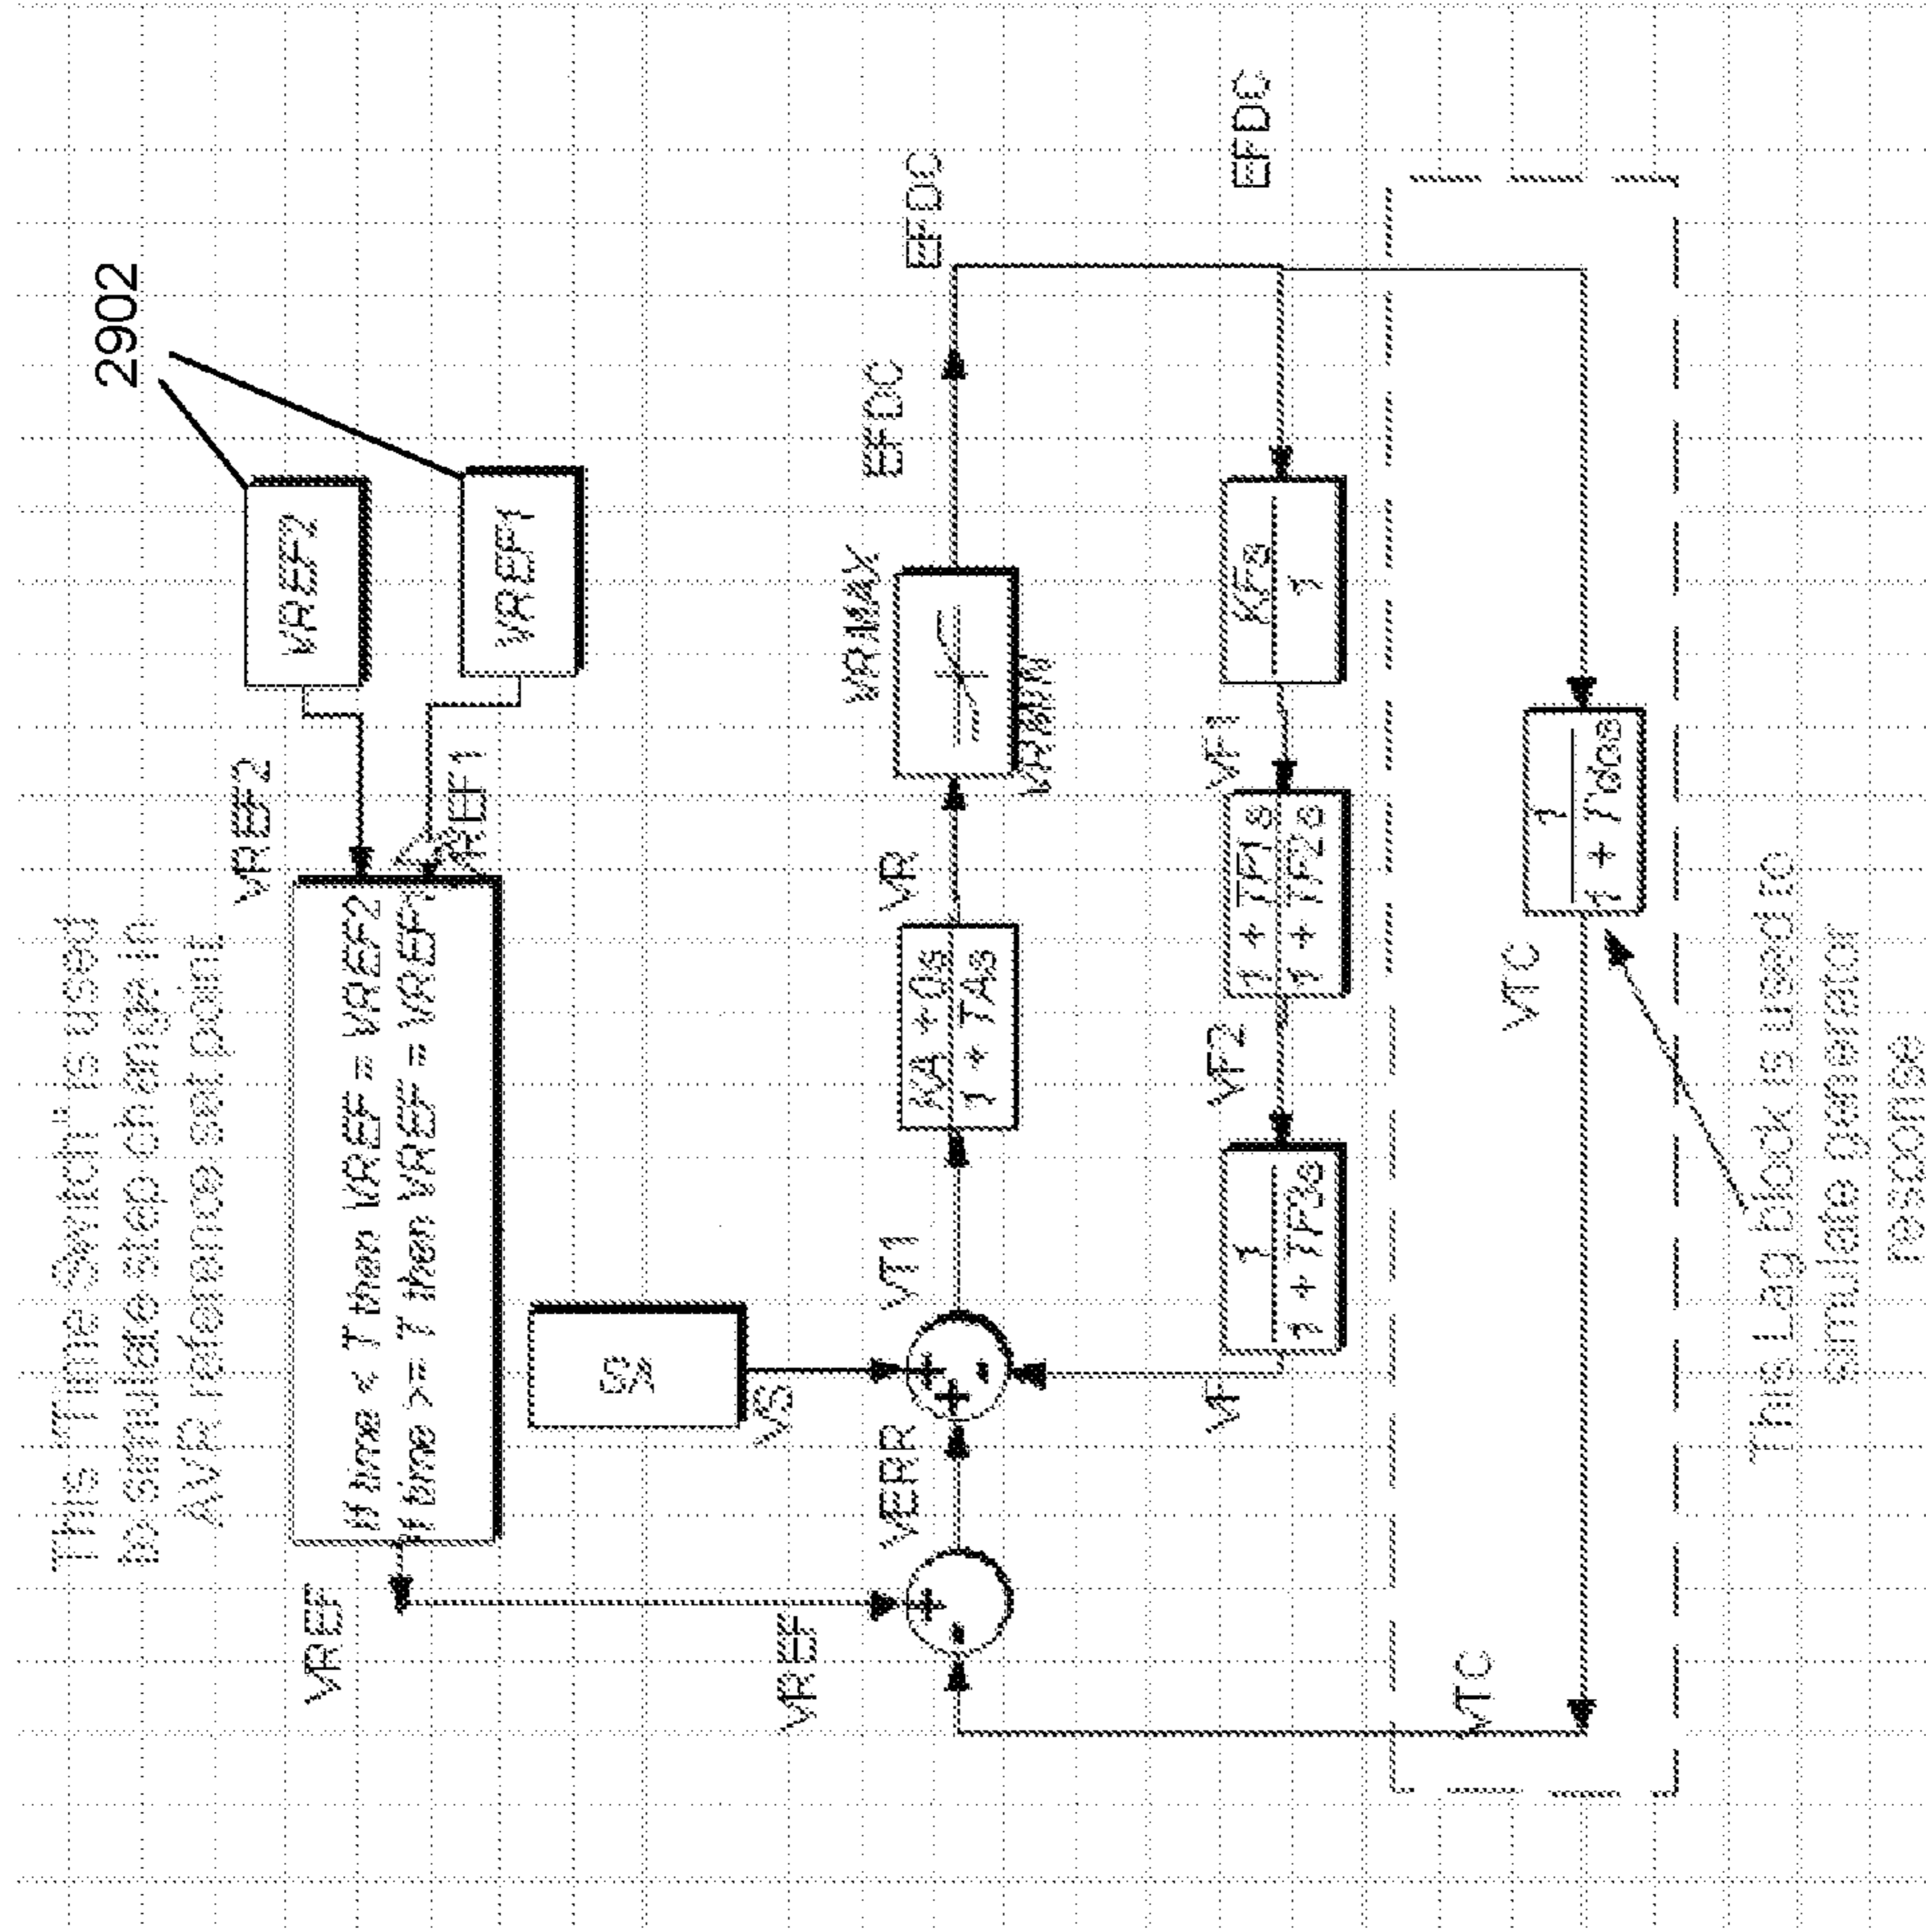 2902
This "Time Switch" is used
to simulate step change in
AVR reference set point
VREF2
VREF1
VREF2
VREF1
If time < T then VREF = VREF2
If time >= T then VREF = VREF1
VREF
VREF
SA
VS
VERR
VT1
KA + 0s
1 + TAs
VR
VRMAX
VRMIN
EFDC
EFDC
EFDC
KFs
1
VF1
1 + TF1s
1 + TF2s
VF2
1
1 + TF3s
VF
1
1 + Tdos
VTC
VTC
This Lag block is used to
simulate generator
response